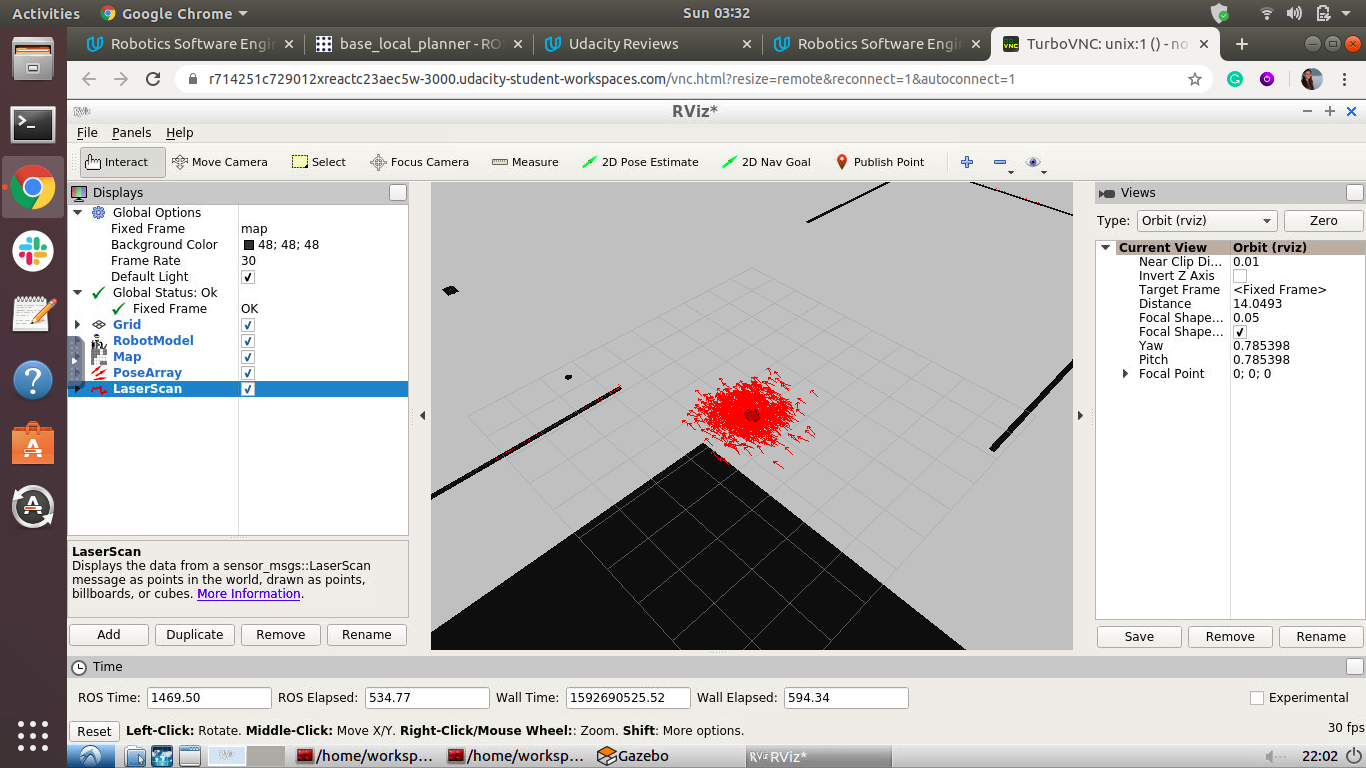 Activities Google Chrome Sun 03:32
Robotics Software Engin base_local_planner - RO Udacity Reviews Robotics Software Engin TurboVNC: unix:1 () - no
r714251c729012xreactc23aec5w-3000.udacity-student-workspaces.com/vnc.html?resize=remote&reconnect=1&autoconnect=1
RViz*
File Panels Help
Interact Move Camera Select Focus Camera Measure 2D Pose Estimate 2D Nav Goal Publish Point
Displays
Global Options
Fixed Frame map
Background Color 48; 48; 48
Frame Rate 30
Default Light
Global Status: Ok
Fixed Frame OK
Grid
RobotModel
Map
PoseArray
LaserScan
LaserScan
Displays the data from a sensor_msgs::LaserScan
message as points in the world, drawn as points,
billboards, or cubes. More Information.
Add Duplicate Remove Rename
Views
Type: Orbit (rviz) Zero
Current View Orbit (rviz)
Near Clip Di... 0.01
Invert Z Axis
Target Frame <Fixed Frame>
Distance 14.0493
Focal Shape... 0.05
Focal Shape...
Yaw 0.785398
Pitch 0.785398
Focal Point 0; 0; 0
Save Remove Rename
Time
ROS Time: 1469.50 ROS Elapsed: 534.77 Wall Time: 1592690525.52 Wall Elapsed: 594.34 Experimental
Reset Left-Click: Rotate. Middle-Click: Move X/Y. Right-Click/Mouse Wheel:: Zoom. Shift: More options. 30 fps
/home/worksp... /home/worksp... Gazebo RViz* 22:02